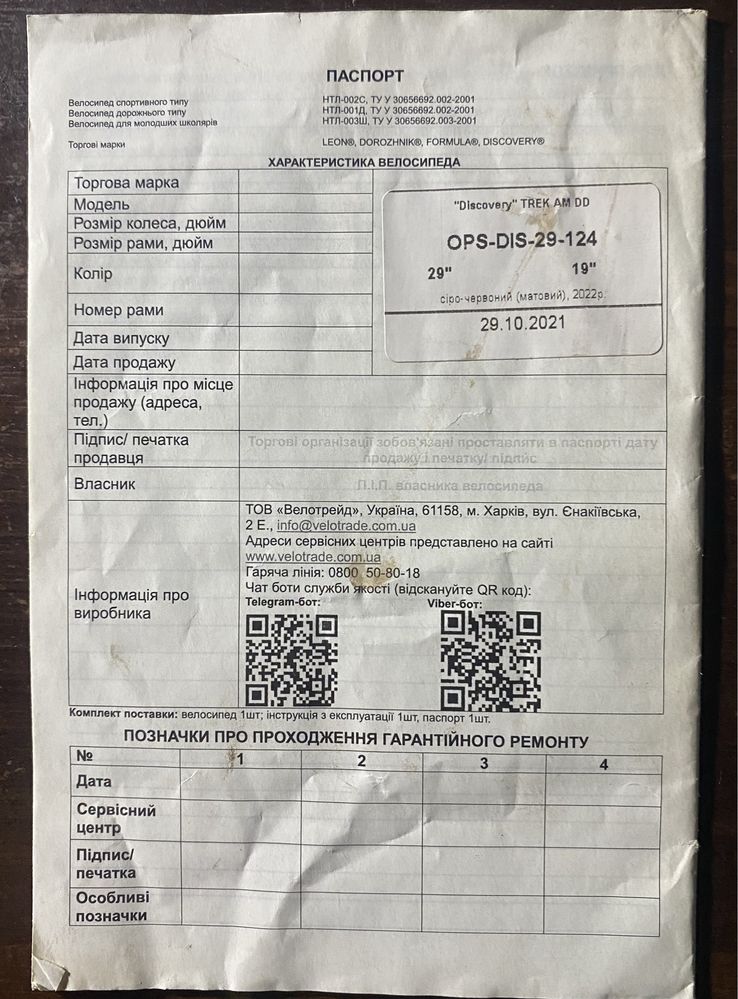 ПАСПОРТ
Велосипед спортивного типу НТЛ-002С, ТУ У 30656692.002-2001
Велосипед дорожнього типу НТЛ-001Д, ТУ У 30656692.002-2001
Велосипед для молодших школярів НТЛ-003Ш, ТУ У 30656692.003-2001
Торгові марки LEON®, DOROZHNIK®, FORMULA®, DISCOVERY®
ХАРАКТЕРИСТИКА ВЕЛОСИПЕДА
Торгова марка
Модель
Розмір колеса, дюйм
Розмір рами, дюйм
Колір
Номер рами
Дата випуску
Дата продажу
"Discovery" TREK AM DD
OPS-DIS-29-124
29" 19"
сіро-червоний (матовий), 2022р.
29.10.2021
Інформація про місце
продажу (адреса,
тел.)
Підпис/ печатка
продавця
Торгові організації зобов'язані проставляти в паспорті дату
продажу і печатку/ підпис
Власник
П.І.П. власника велосипеда
Інформація про
виробника
ТОВ «Велотрейд», Україна, 61158, м. Харків, вул. Єнакіївська,
2 Е., info@velotrade.com.ua
Адреси сервісних центрів представлено на сайті
www.velotrade.com.ua
Гаряча лінія: 0800 50-80-18
Чат боти служби якості (відскануйте QR код):
Telegram-бот: Viber-бот:
Комплект поставки: велосипед 1шт; інструкція з експлуатації 1шт, паспорт 1шт.
ПОЗНАЧКИ ПРО ПРОХОДЖЕННЯ ГАРАНТІЙНОГО РЕМОНТУ
№ 1 2 3 4
Дата
Сервісний
центр
Підпис/
печатка
Особливі
позначки